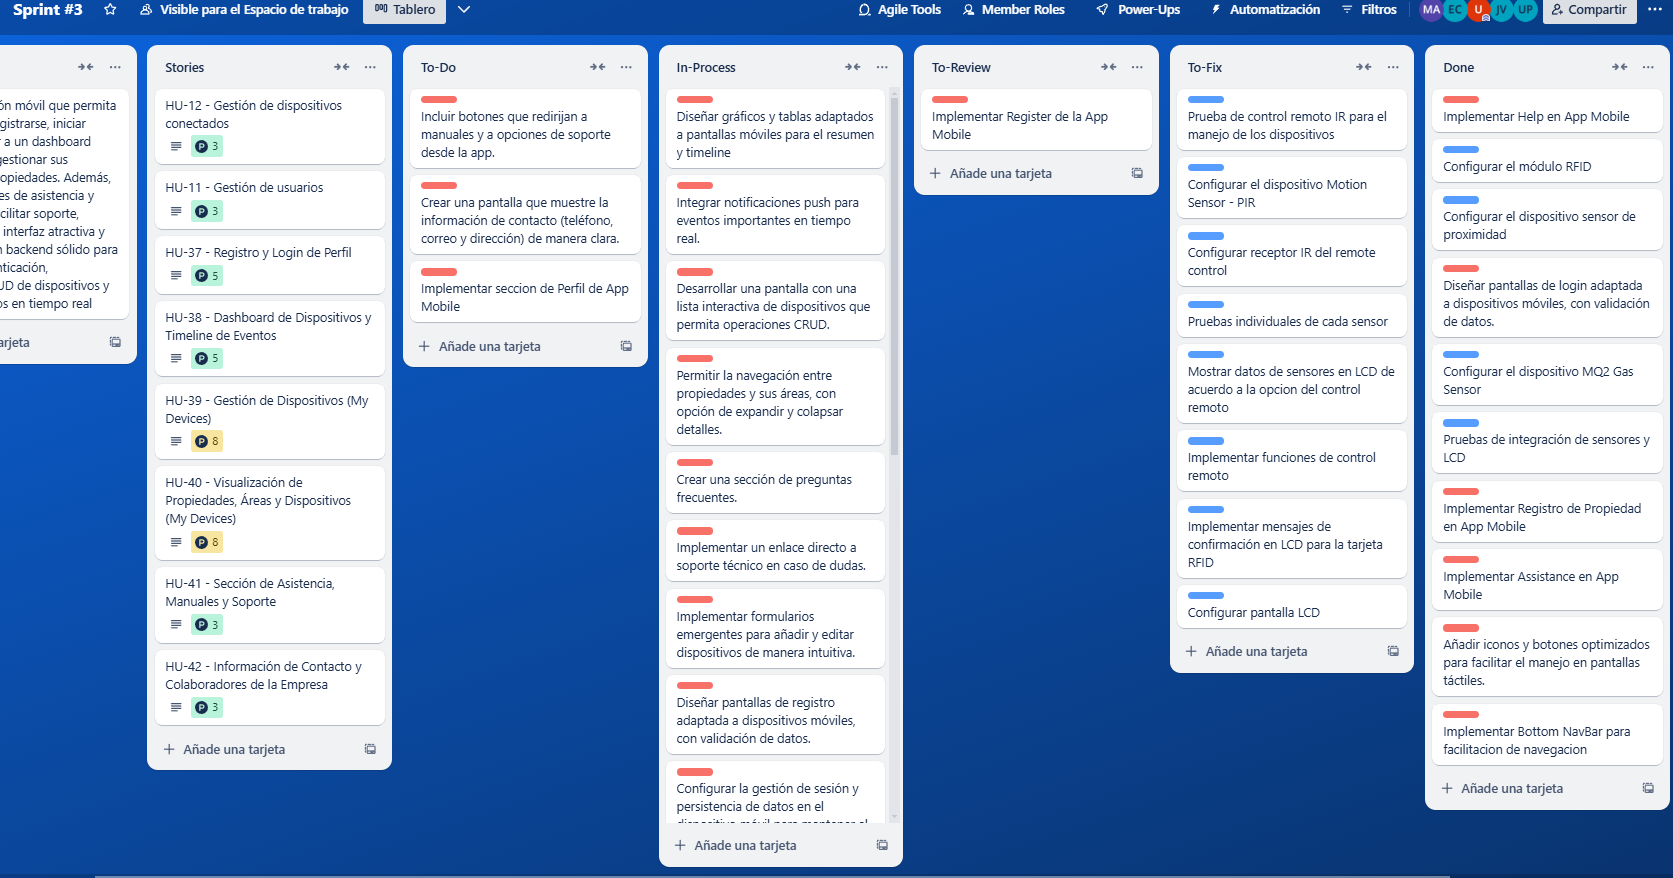 Sprint #3
Visible para el Espacio de trabajo
Tablero
Agile Tools
Member Roles
Power-Ups
Automatización
Filtros
MA
EC
U
JV
UP
Compartir
ón móvil que permita
gistrarse, iniciar
r a un dashboard
gestionar sus
opiedades. Además,
es de asistencia y
cilitar soporte,
interfaz atractiva y
n backend sólido para
nticación,
UD de dispositivos y
os en tiempo real
arjeta
Stories
HU-12 - Gestión de dispositivos
conectados
P 3
HU-11 - Gestión de usuarios
P 3
HU-37 - Registro y Login de Perfil
P 5
HU-38 - Dashboard de Dispositivos y
Timeline de Eventos
P 5
HU-39 - Gestión de Dispositivos (My
Devices)
P 8
HU-40 - Visualización de
Propiedades, Áreas y Dispositivos
(My Devices)
P 8
HU-41 - Sección de Asistencia,
Manuales y Soporte
P 3
HU-42 - Información de Contacto y
Colaboradores de la Empresa
P 3
Añade una tarjeta
To-Do
Incluir botones que redirijan a
manuales y a opciones de soporte
desde la app.
Crear una pantalla que muestre la
información de contacto (teléfono,
correo y dirección) de manera clara.
Implementar seccion de Perfil de App
Mobile
Añade una tarjeta
In-Process
Diseñar gráficos y tablas adaptados
a pantallas móviles para el resumen
y timeline
Integrar notificaciones push para
eventos importantes en tiempo
real.
Desarrollar una pantalla con una
lista interactiva de dispositivos que
permita operaciones CRUD.
Permitir la navegación entre
propiedades y sus áreas, con
opción de expandir y colapsar
detalles.
Crear una sección de preguntas
frecuentes.
Implementar un enlace directo a
soporte técnico en caso de dudas.
Implementar formularios
emergentes para añadir y editar
dispositivos de manera intuitiva.
Diseñar pantallas de registro
adaptada a dispositivos móviles,
con validación de datos.
Configurar la gestión de sesión y
persistencia de datos en el
dispositivo móvil para mantener el
Añade una tarjeta
To-Review
Implementar Register de la App
Mobile
Añade una tarjeta
To-Fix
Prueba de control remoto IR para el
manejo de los dispositivos
Configurar el dispositivo Motion
Sensor - PIR
Configurar receptor IR del remote
control
Pruebas individuales de cada sensor
Mostrar datos de sensores en LCD de
acuerdo a la opcion del control
remoto
Implementar funciones de control
remoto
Implementar mensajes de
confirmación en LCD para la tarjeta
RFID
Configurar pantalla LCD
Añade una tarjeta
Done
Implementar Help en App Mobile
Configurar el módulo RFID
Configurar el dispositivo sensor de
proximidad
Diseñar pantallas de login adaptada
a dispositivos móviles, con validación
de datos.
Configurar el dispositivo MQ2 Gas
Sensor
Pruebas de integración de sensores y
LCD
Implementar Registro de Propiedad
en App Mobile
Implementar Assistance en App
Mobile
Añadir iconos y botones optimizados
para facilitar el manejo en pantallas
táctiles.
Implementar Bottom NavBar para
facilitacion de navegacion
Añade una tarjeta